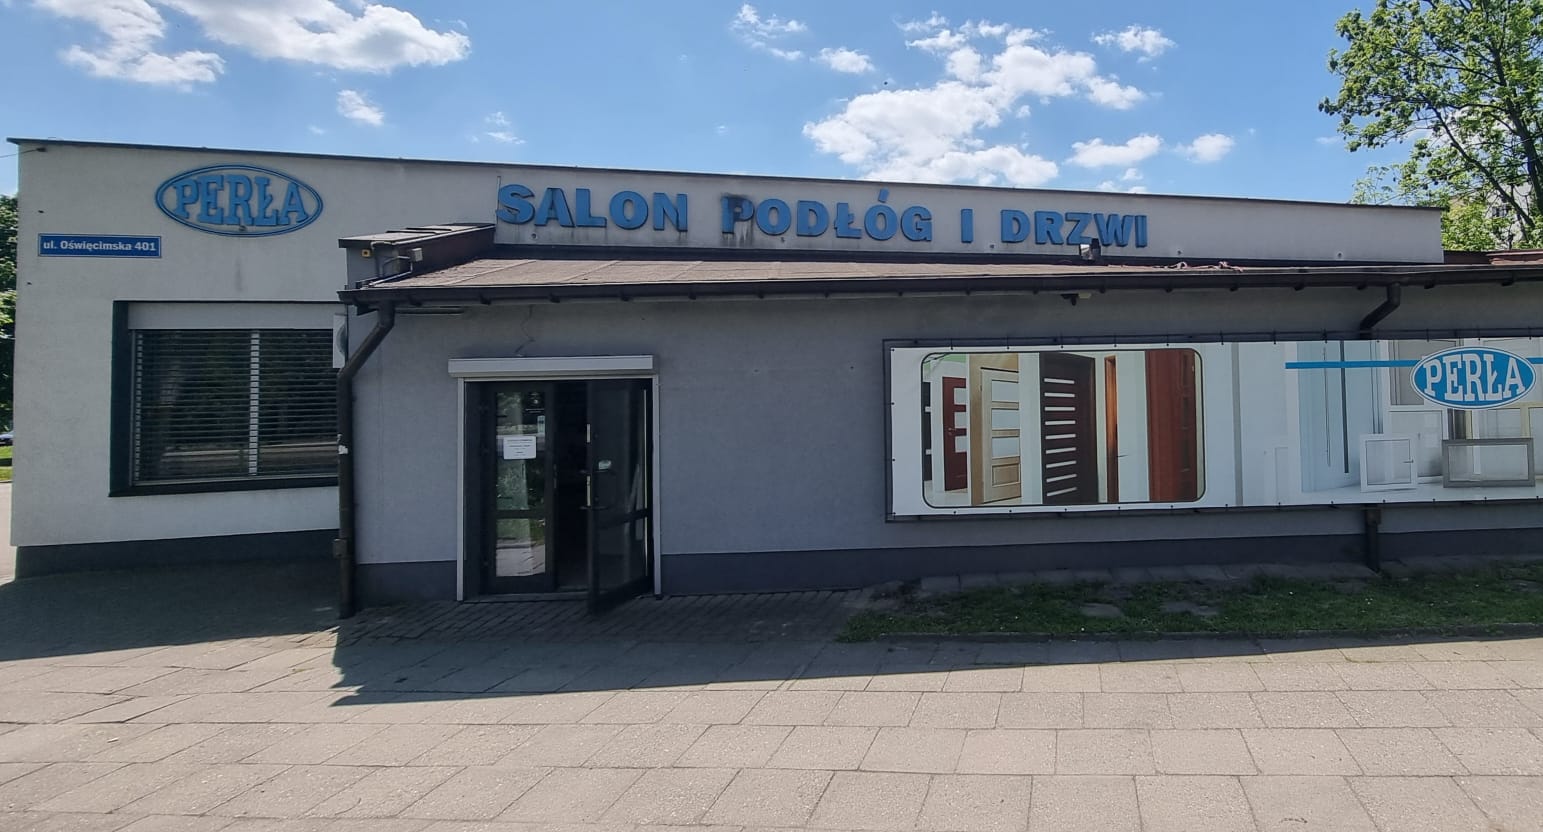 PERŁA
SALON PODŁÓG I DRZWI
ul. Oświęcimska 401
PERŁA